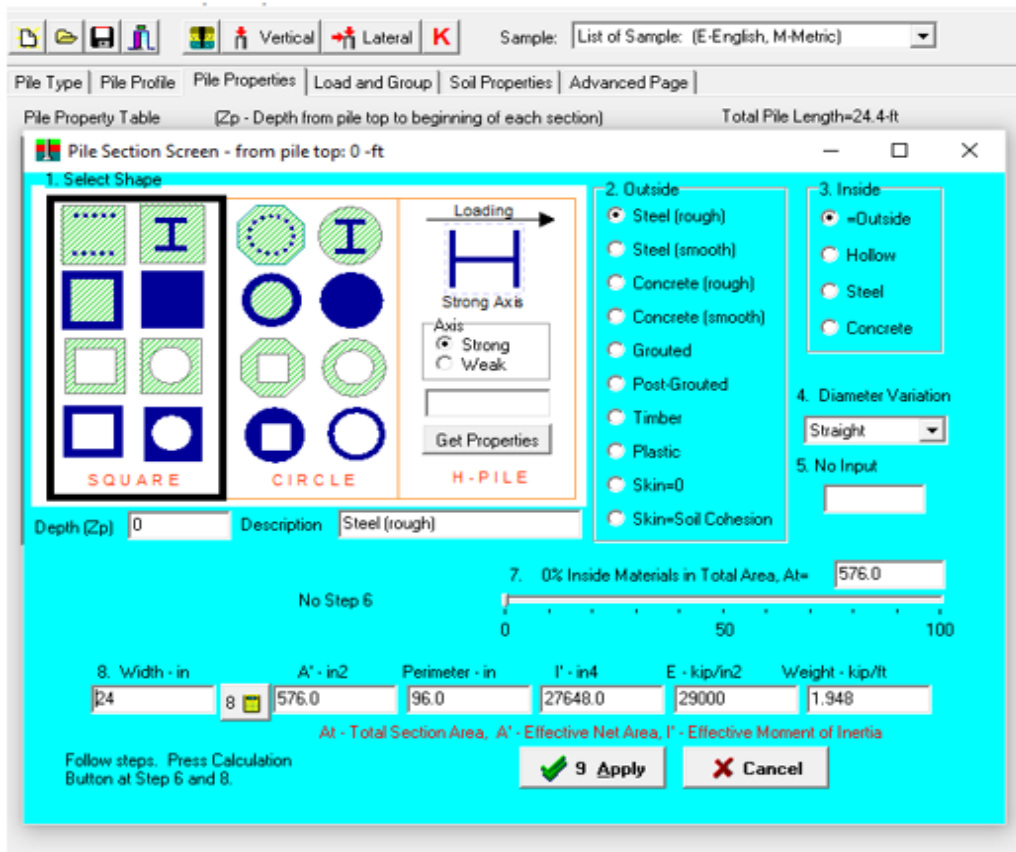 Vertical Lateral K Sample: List of Sample: (E-English, M-Metric)
Pile Type Pile Profile Pile Properties Load and Group Soil Properties Advanced Page
Pile Property Table (Zp - Depth from pile top to beginning of each section) Total Pile Length=24.4-ft
Pile Section Screen - from pile top: 0 -ft
1. Select Shape
SQUARE
CIRCLE
Loading
Strong Axis
Axis
Strong
Weak
Get Properties
H-PILE
2. Outside
Steel (rough)
Steel (smooth)
Concrete (rough)
Concrete (smooth)
Grouted
Post-Grouted
Timber
Plastic
Skin=0
Skin=Soil Cohesion
3. Inside
=Outside
Hollow
Steel
Concrete
4. Diameter Variation
Straight
5. No Input
Depth (Zp) 0 Description Steel (rough)
No Step 6
7. 0% Inside Materials in Total Area, At= 576.0
0 50 100
8. Width - in A' - in2 Perimeter - in I' - in4 E - kip/in2 Weight - kip/ft
24 8 576.0 96.0 27648.0 29000 1.948
At - Total Section Area, A' - Effective Net Area, I' - Effective Moment of Inertia
Follow steps. Press Calculation
Button at Step 6 and 8.
9 Apply Cancel